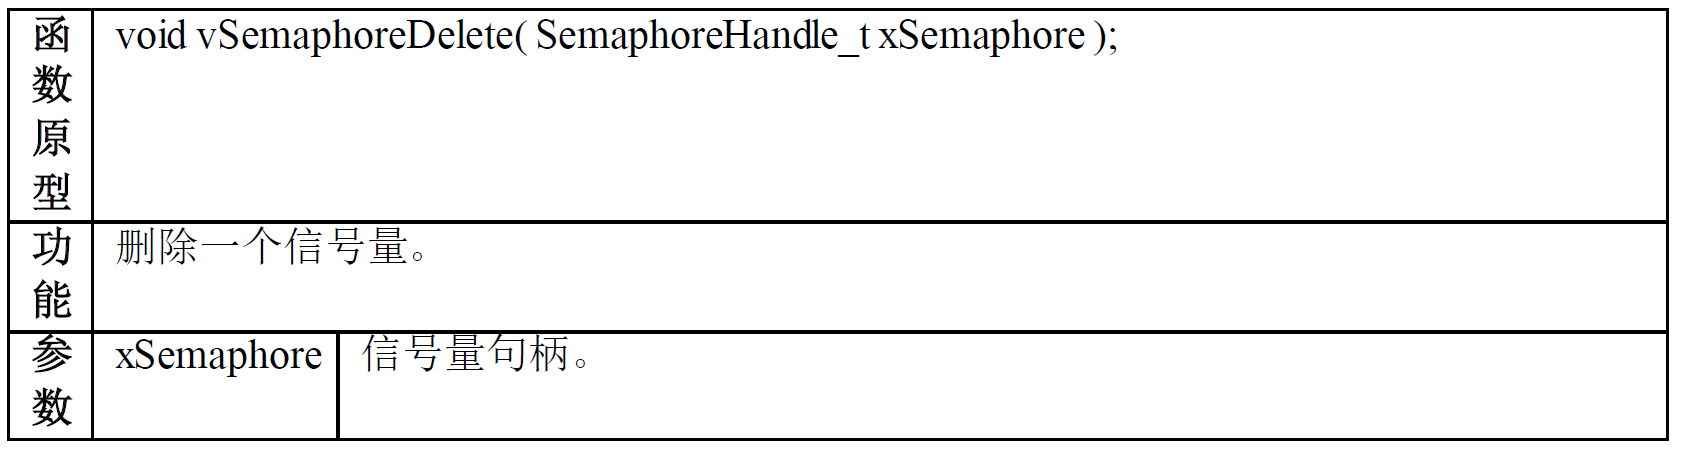 函数原型
void vSemaphoreDelete( SemaphoreHandle_t xSemaphore );
功能
删除一个信号量。
参数
xSemaphore
信号量句柄。